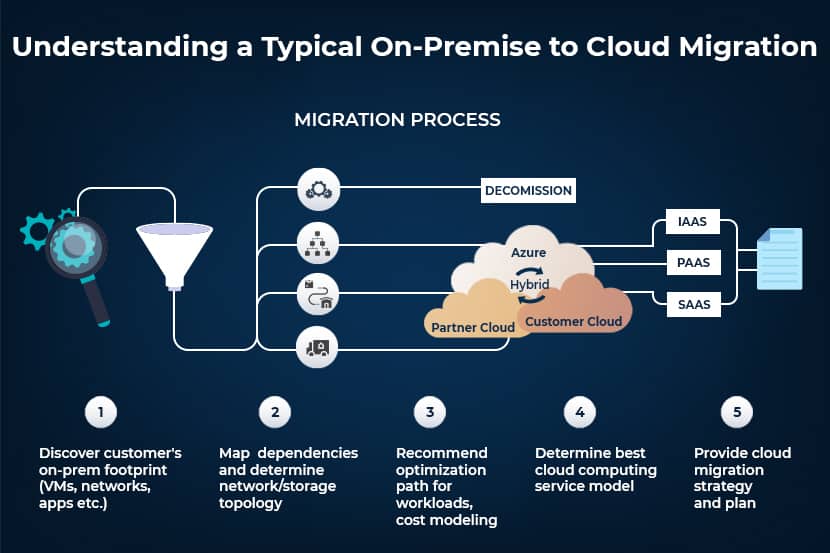 Understanding a Typical On-Premise to Cloud Migration
MIGRATION PROCESS
DECOMISSION
Azure
Hybrid
Partner Cloud
Customer Cloud
IAAS
PAAS
SAAS
1
Discover customer's
on-prem footprint
(VMs, networks,
apps etc.)
2
Map dependencies
and determine
network/storage
topology
3
Recommend
optimization
path for
workloads,
cost modeling
4
Determine best
cloud computing
service model
5
Provide cloud
migration
strategy
and plan